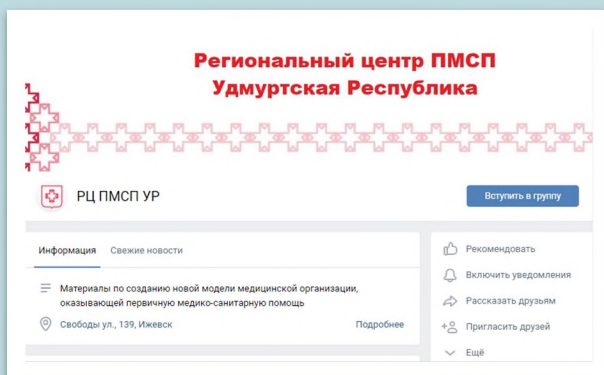 Региональный центр ПМСП
Удмуртская Республика
РЦ ПМСП УР
Вступить в группу
Информация Свежие новости
Материалы по созданию новой модели медицинской организации,
оказывающей первичную медико-санитарную помощь
Свободы ул., 139, Ижевск Подробнее
Рекомендовать
Включить уведомления
Рассказать друзьям
Пригласить друзей
Ещё